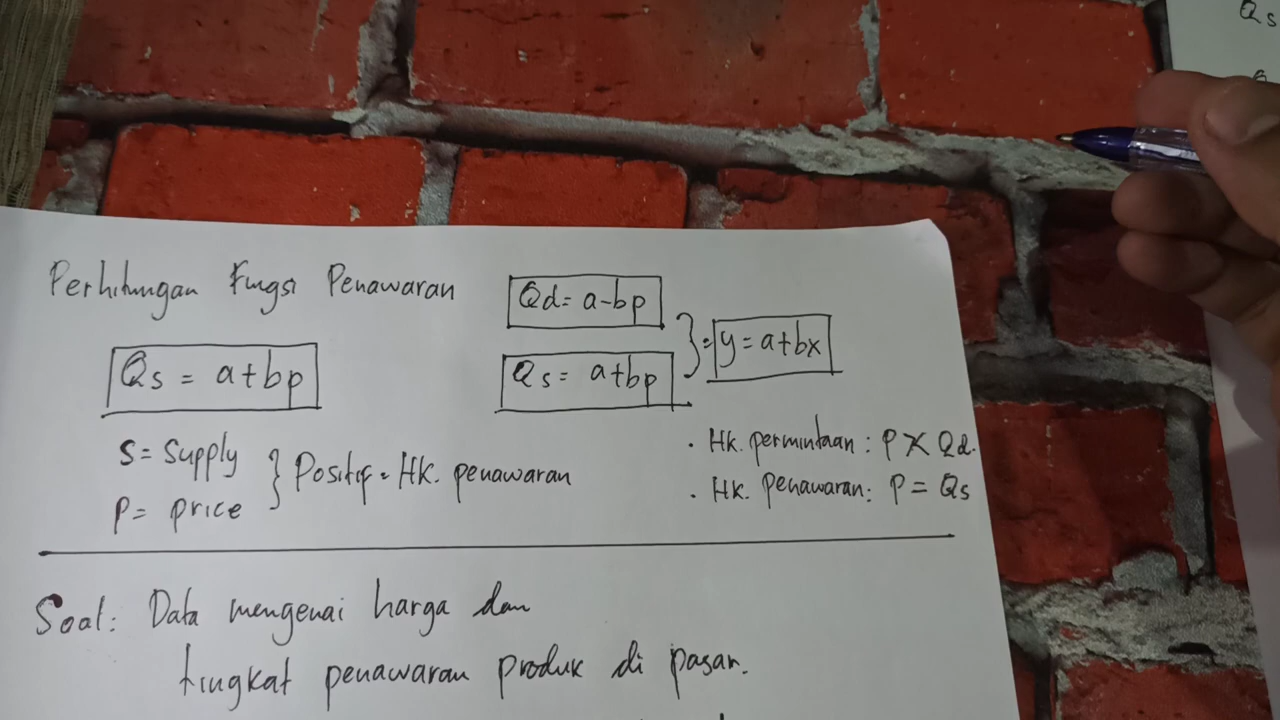 Perhitungan Fungsi Penawaran
Qs = a+bp
Qd = a-bp
Qs = a+bp
} = y = a+bx
S = Supply
P = price
} Positif = Hk. penawaran
. Hk. permintaan : P X Qd.
. Hk. penawaran: P = Qs
Soal: Data mengenai harga dan
tingkat penawaran produk di pasar.
Qs